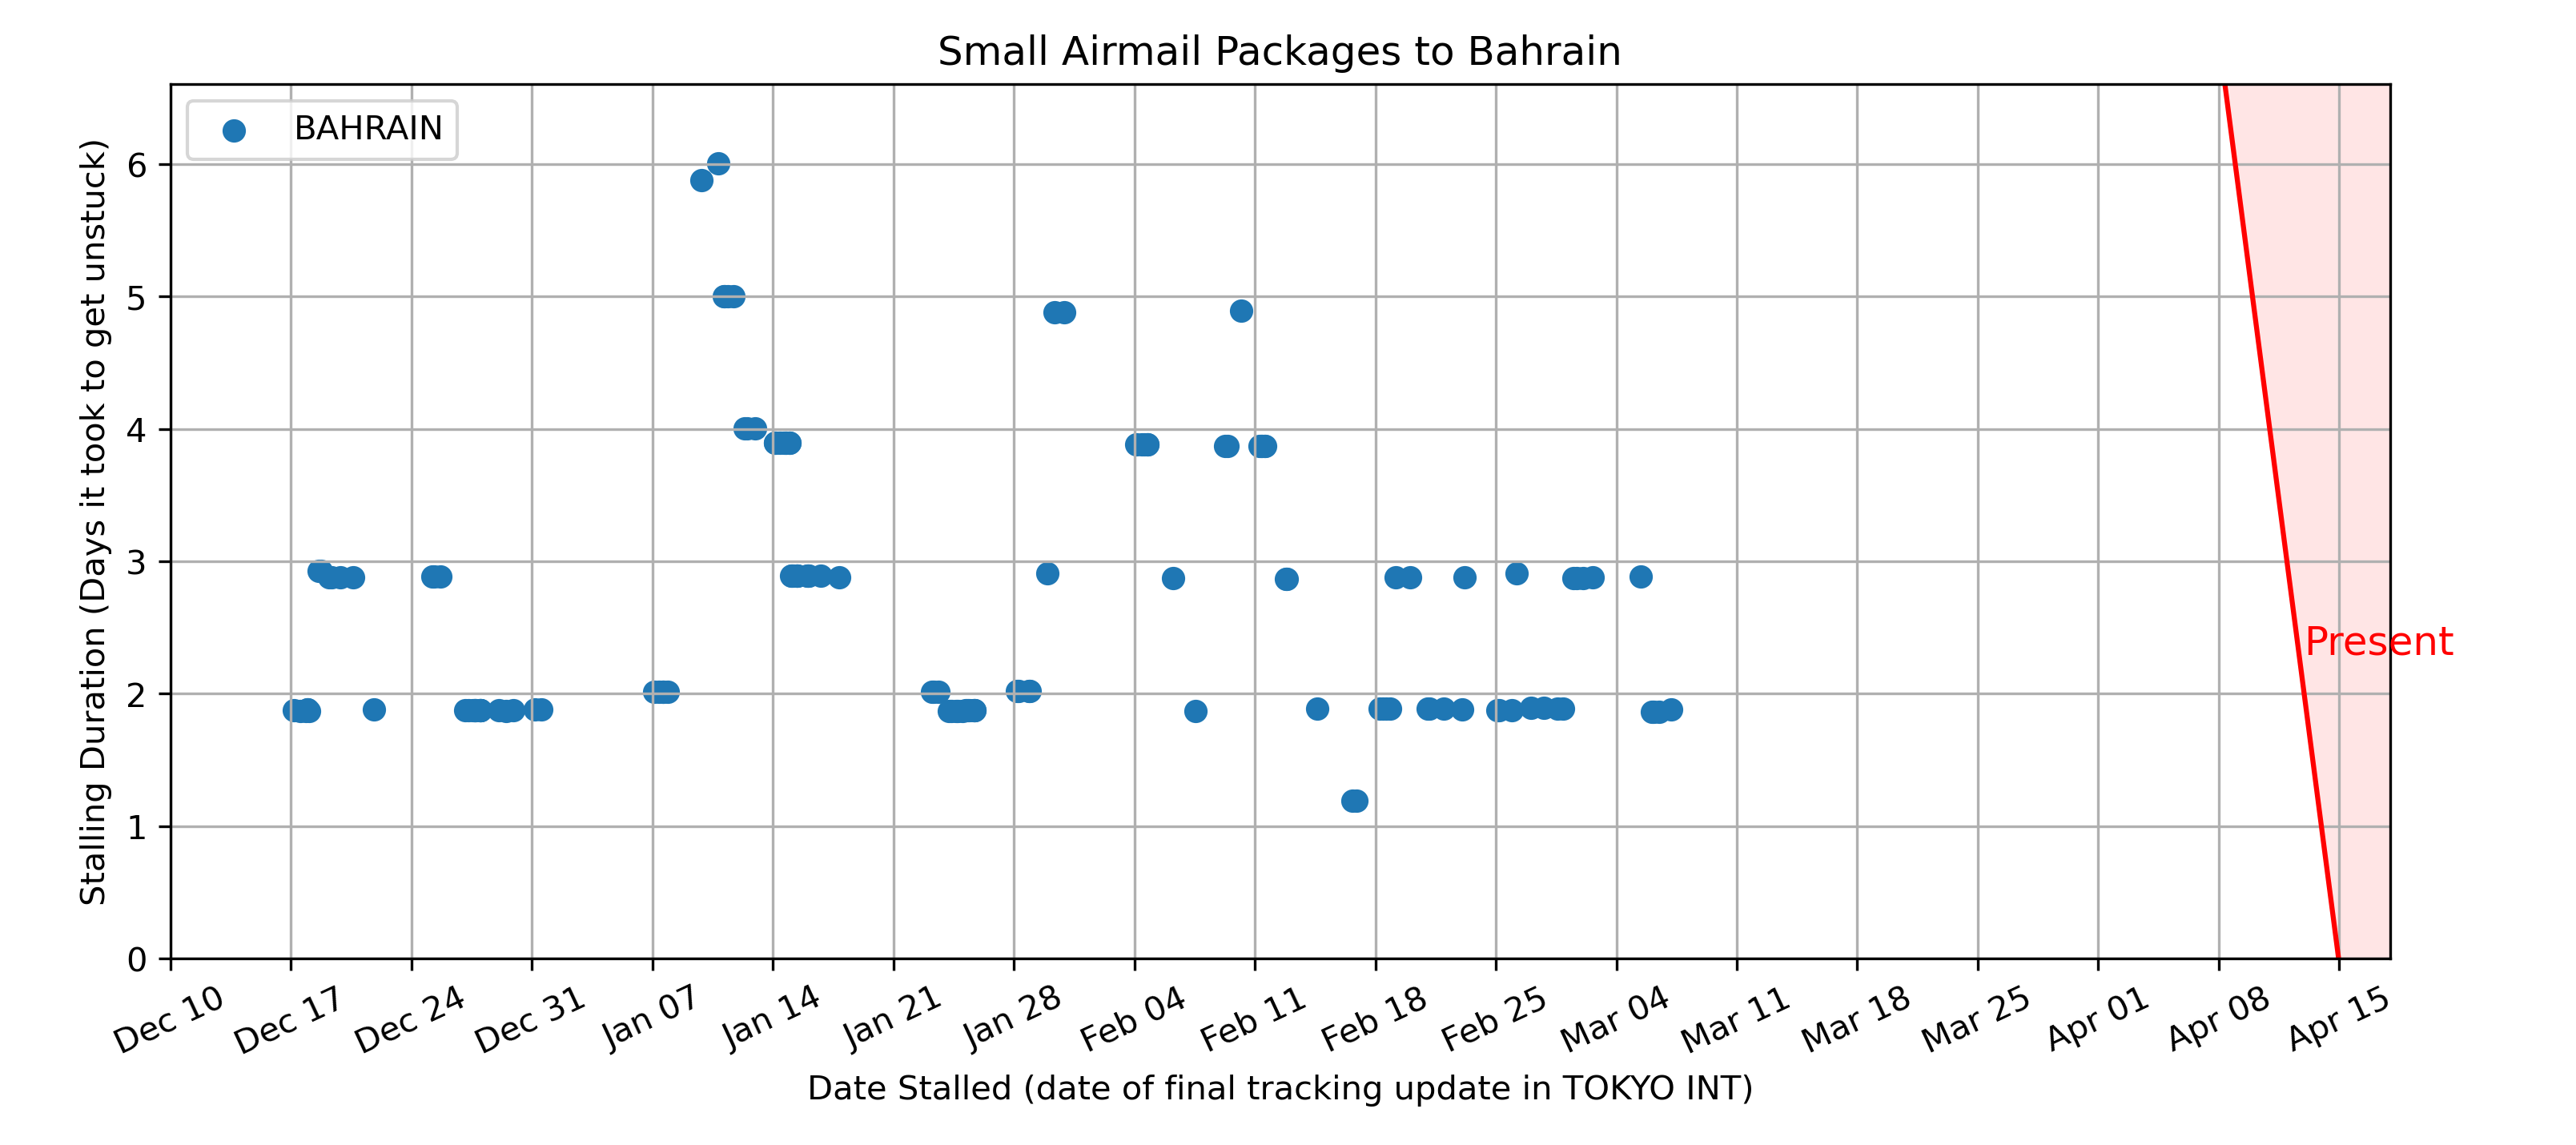 Small Airmail Packages to Bahrain
BAHRAIN
Stalling Duration (Days it took to get unstuck)
6
5
4
3
2
1
0
Present
Dec 10 Dec 17 Dec 24 Dec 31 Jan 07 Jan 14 Jan 21 Jan 28 Feb 04 Feb 11 Feb 18 Feb 25 Mar 04 Mar 11 Mar 18 Mar 25 Apr 01 Apr 08 Apr 15
Date Stalled (date of final tracking update in TOKYO INT)